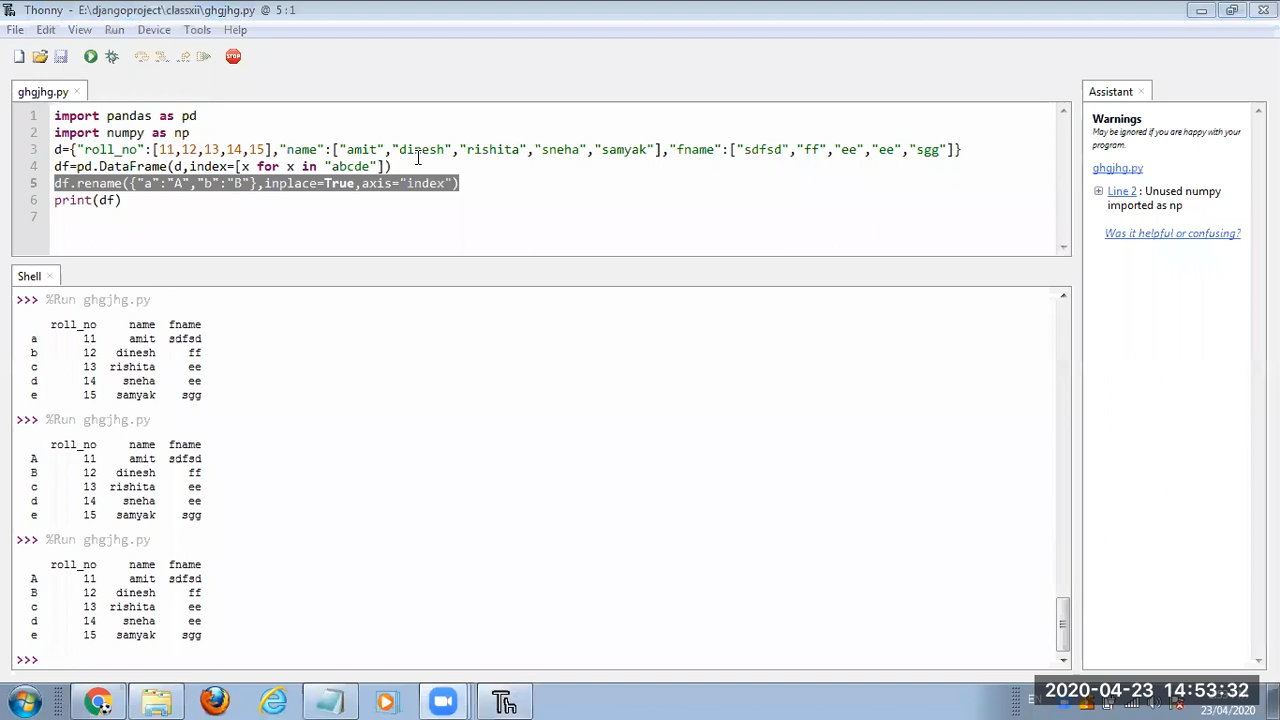 Thonny - E:\djangoproject\classxii\ghgjhg.py @ 5:1
File Edit View Run Device Tools Help
STOP
ghgjhg.py ×
1 import pandas as pd
2 import numpy as np
3 d={"roll_no":[11,12,13,14,15],"name":["amit","dinesh","rishita","sneha","samyak"],"fname":["sdfsd","ff","ee","ee","sgg"]}
4 df=pd.DataFrame(d,index=[x for x in "abcde"])
5 df.rename({"a":"A","b":"B"},inplace=True,axis="index")
6 print(df)
7
Assistant ×
Warnings
May be ignored if you are happy with your program.
ghgjhg.py
Line 2 : Unused numpy imported as np
Was it helpful or confusing?
Shell ×
>>> %Run ghgjhg.py
roll_no name fname
a 11 amit sdfsd
b 12 dinesh ff
c 13 rishita ee
d 14 sneha ee
e 15 samyak sgg
>>> %Run ghgjhg.py
roll_no name fname
A 11 amit sdfsd
B 12 dinesh ff
c 13 rishita ee
d 14 sneha ee
e 15 samyak sgg
>>> %Run ghgjhg.py
roll_no name fname
A 11 amit sdfsd
B 12 dinesh ff
c 13 rishita ee
d 14 sneha ee
e 15 samyak sgg
>>>
Th
EN
2020-04-23 14:53:32
23/04/2020